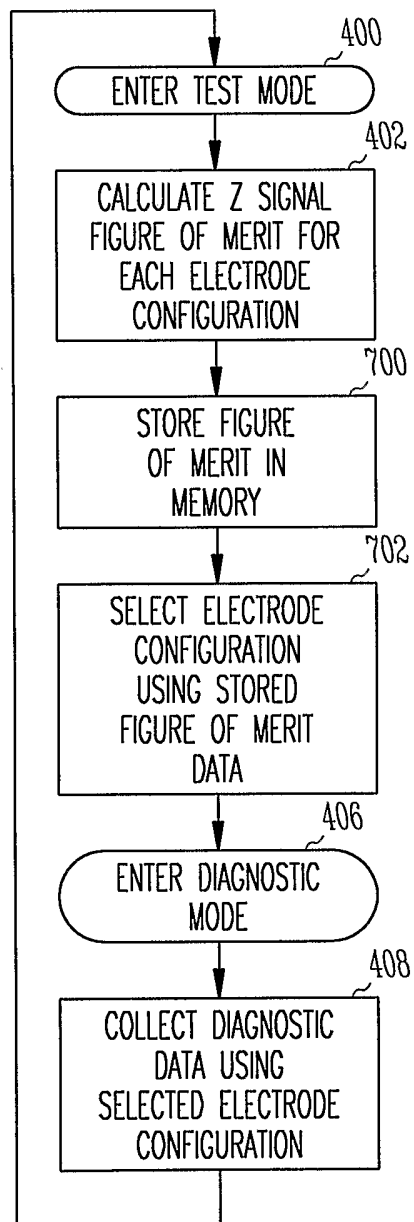 400
ENTER TEST MODE
402
CALCULATE Z SIGNAL
FIGURE OF MERIT FOR
EACH ELECTRODE
CONFIGURATION
700
STORE FIGURE
OF MERIT IN
MEMORY
702
SELECT ELECTRODE
CONFIGURATION
USING STORED
FIGURE OF MERIT
DATA
406
ENTER DIAGNOSTIC
MODE
408
COLLECT DIAGNOSTIC
DATA USING
SELECTED ELECTRODE
CONFIGURATION